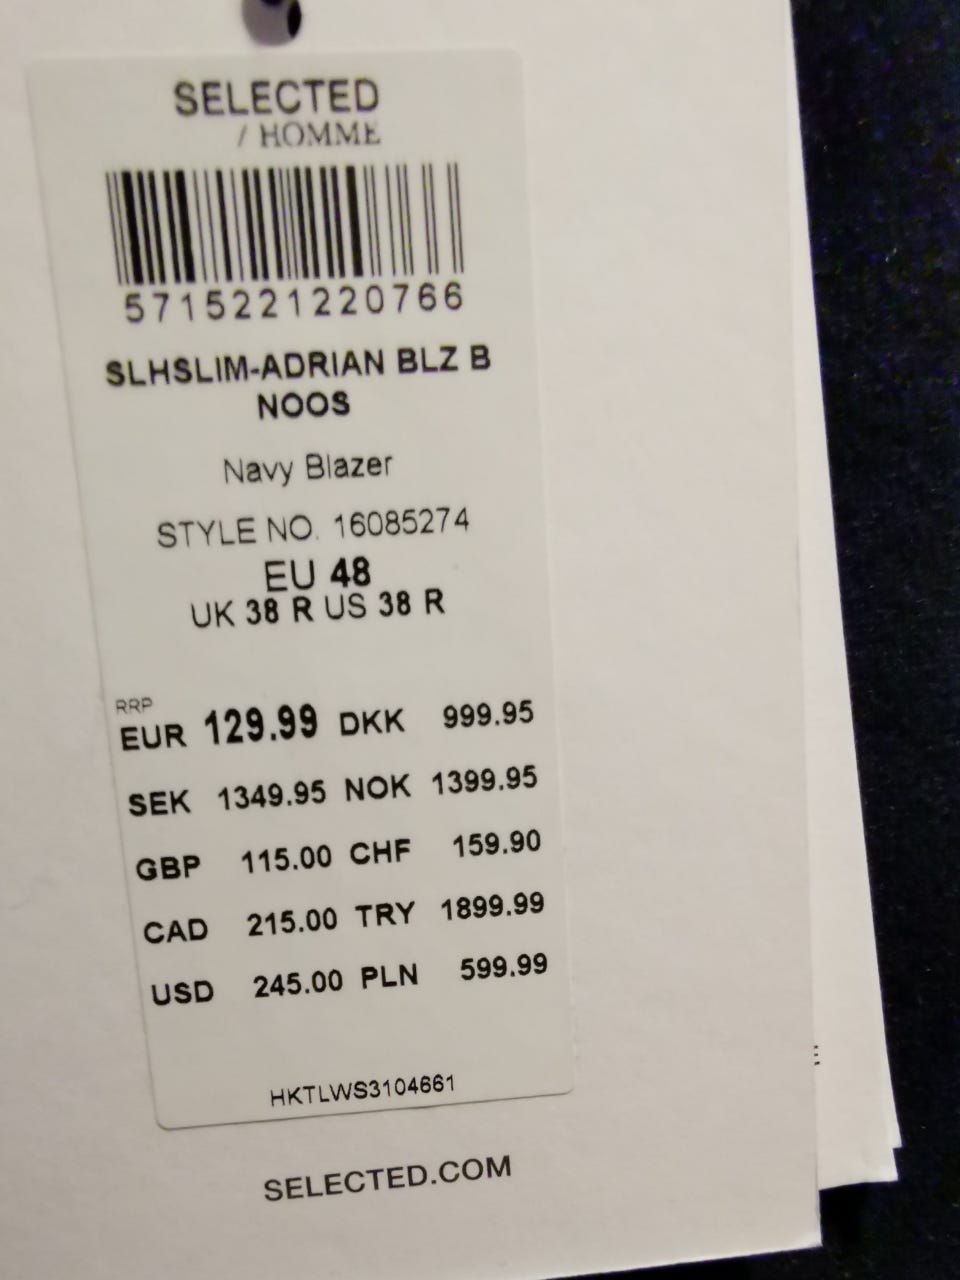 SELECTED
/ HOMME
5715221220766
SLHSLIM-ADRIAN BLZ B
NOOS
Navy Blazer
STYLE NO. 16085274
EU 48
UK 38 R US 38 R
RRP
EUR 129.99 DKK 999.95
SEK 1349.95 NOK 1399.95
GBP 115.00 CHF 159.90
CAD 215.00 TRY 1899.99
USD 245.00 PLN 599.99
HKTLWS3104661
SELECTED.COM